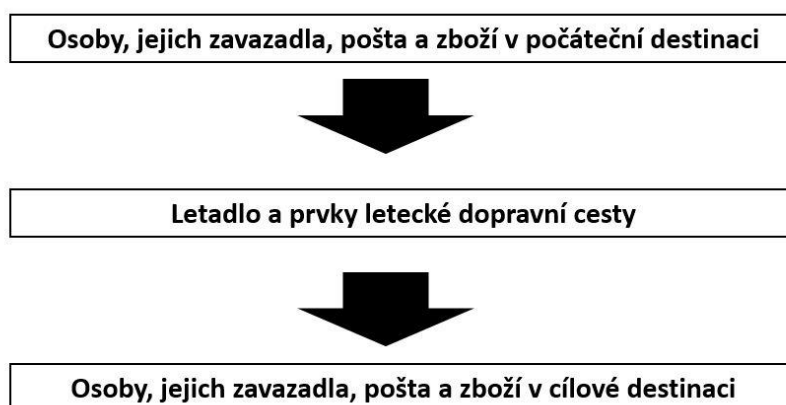 Osoby, jejich zavazadla, pošta a zboží v počáteční destinaci
Letadlo a prvky letecké dopravní cesty
Osoby, jejich zavazadla, pošta a zboží v cílové destinaci